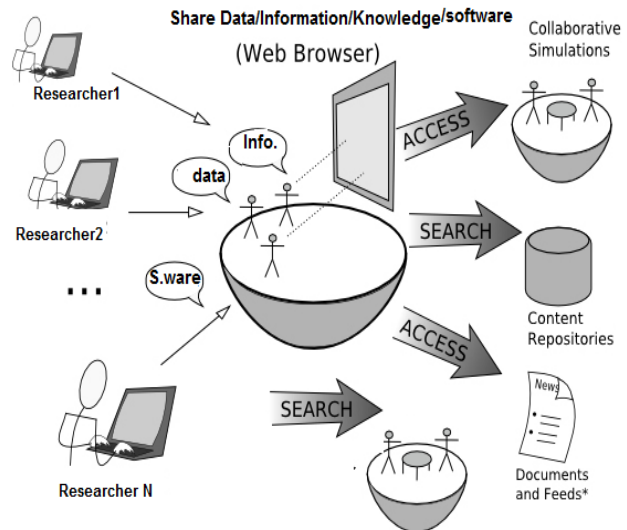 Share Data/Information/Knowledge/software
(Web Browser)
Collaborative
Simulations
Researcher1
Info.
ACCESS
data
Researcher2
SEARCH
...
S.ware
Content
Repositories
ACCESS
News
SEARCH
Researcher N
Documents
and Feeds*